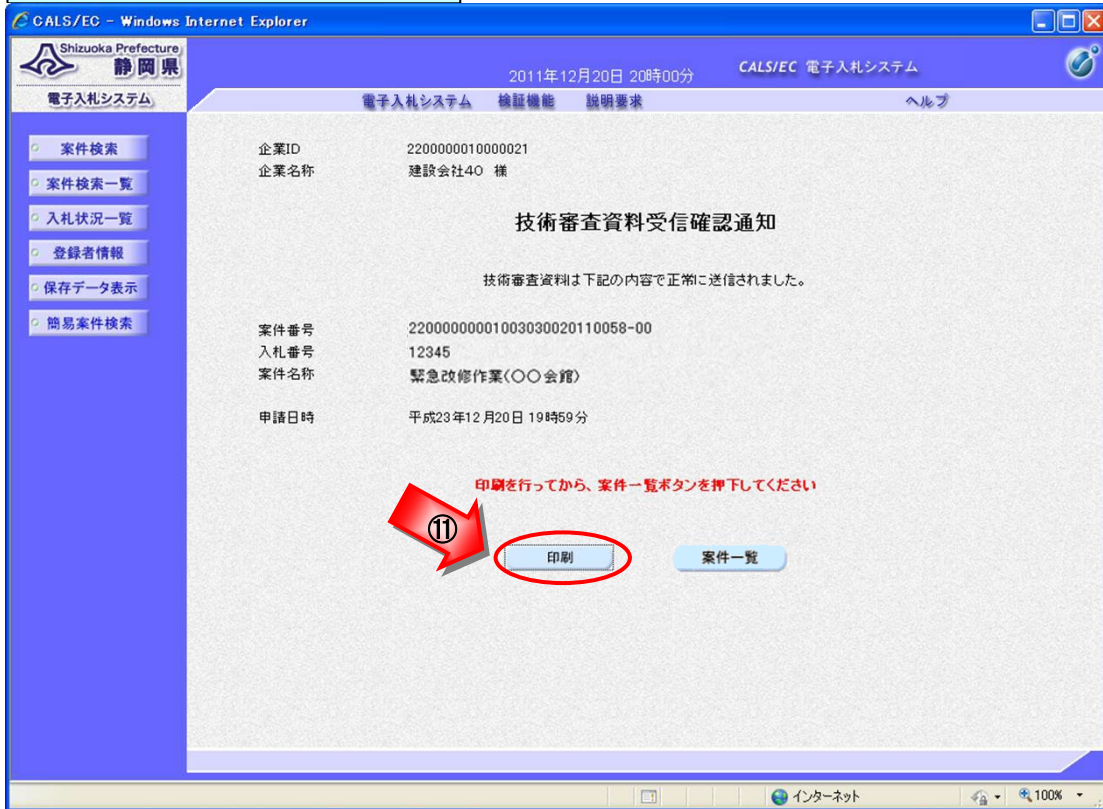 CALS/EC - Windows Internet Explorer
Shizuoka Prefecture
静岡県
2011年12月20日 20時00分
CALS/EC 電子入札システム
電子入札システム
電子入札システム 検証機能 説明要求 ヘルプ
案件検索
案件検索一覧
入札状況一覧
登録者情報
保存データ表示
簡易案件検索
企業ID 2200000010000021
企業名称 建設会社40 様
技術審査資料受信確認通知
技術審査資料は下記の内容で正常に送信されました。
案件番号 22000000001003030020110058-00
入札番号 12345
案件名称 緊急改修作業(〇〇会館)
申請日時 平成23年12月20日 19時59分
印刷を行ってから、案件一覧ボタンを押下してください
⑪
印刷 案件一覧
インターネット 100%